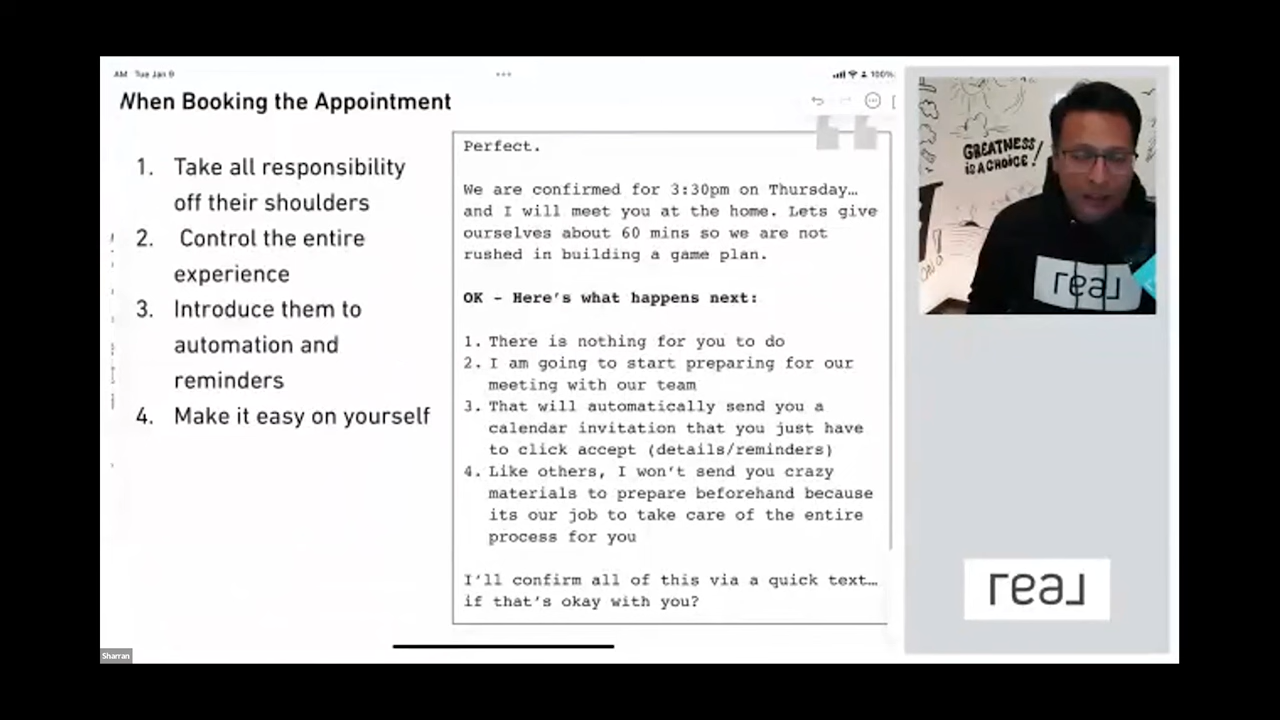 AM Tue Jan 9
100%
When Booking the Appointment
1. Take all responsibility
off their shoulders
2. Control the entire
experience
3. Introduce them to
automation and
reminders
4. Make it easy on yourself
Perfect.
We are confirmed for 3:30pm on Thursday…
and I will meet you at the home. Lets give
ourselves about 60 mins so we are not
rushed in building a game plan.
OK - Here's what happens next:
1. There is nothing for you to do
2. I am going to start preparing for our
meeting with our team
3. That will automatically send you a
calendar invitation that you just have
to click accept (details/reminders)
4. Like others, I won't send you crazy
materials to prepare beforehand because
its our job to take care of the entire
process for you
I'll confirm all of this via a quick text…
if that's okay with you?
GREATNESS
IS A CHOICE!
real
real
Sharran